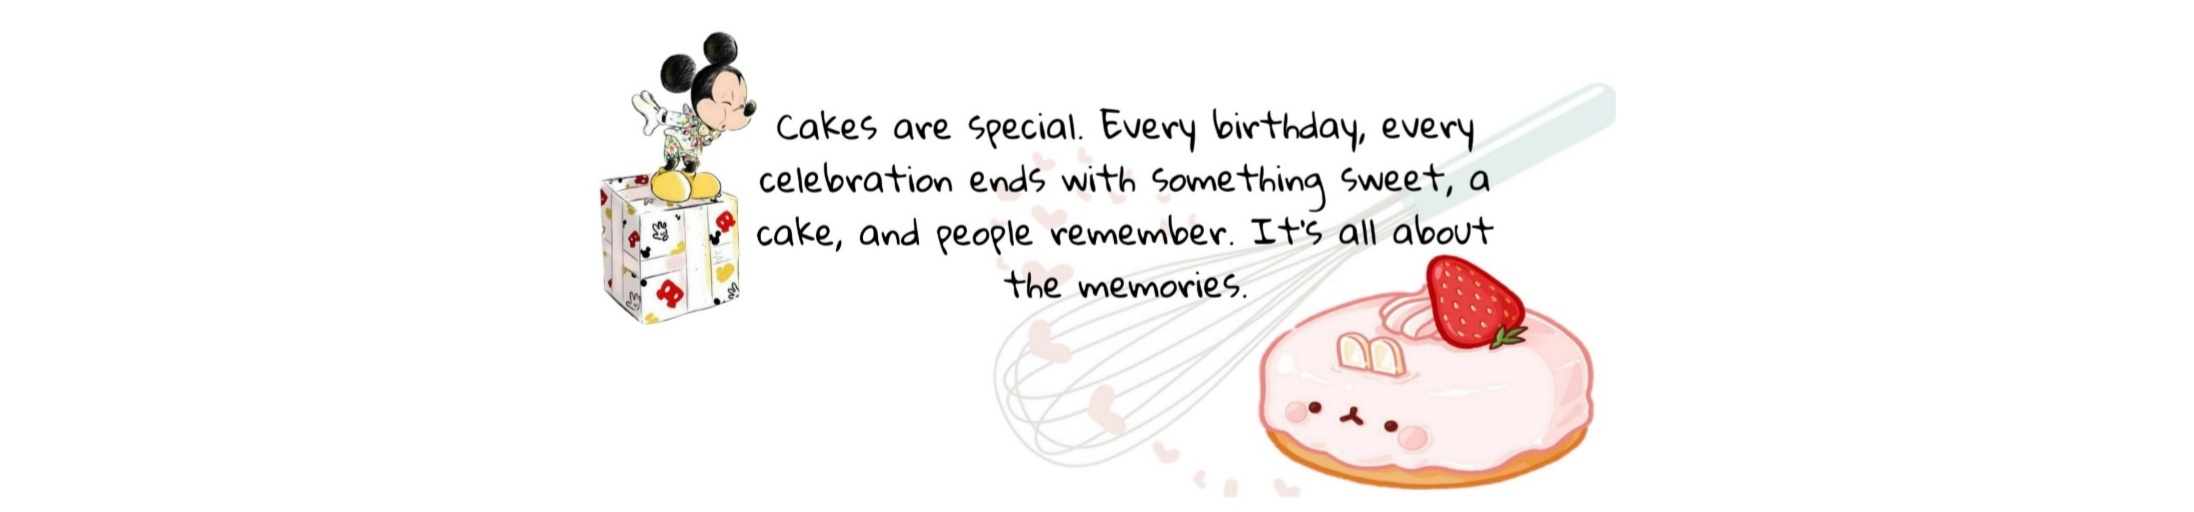 Cakes are special. Every birthday, every
celebration ends with something sweet, a
cake, and people remember. It's all about
the memories.